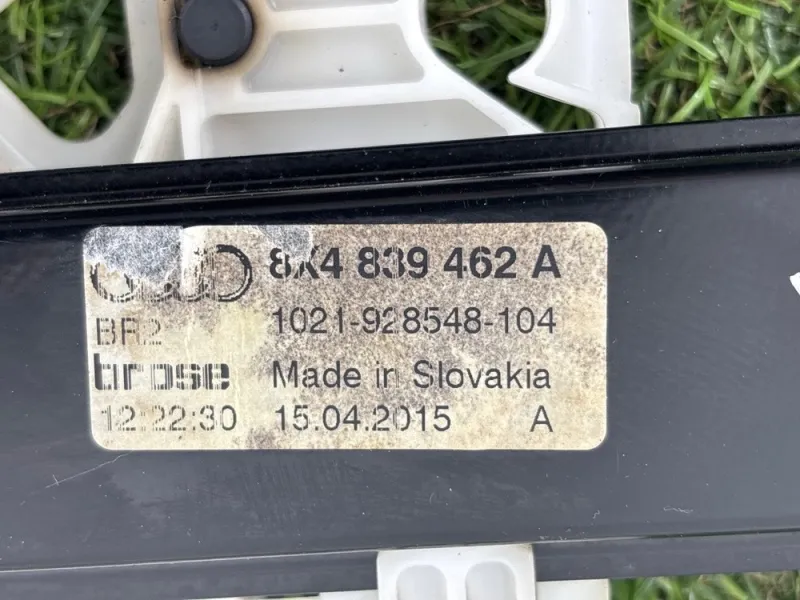 8X4 839 462 A
BR2 1021-928548-104
brose Made in Slovakia
12:22:30 15.04.2015 A